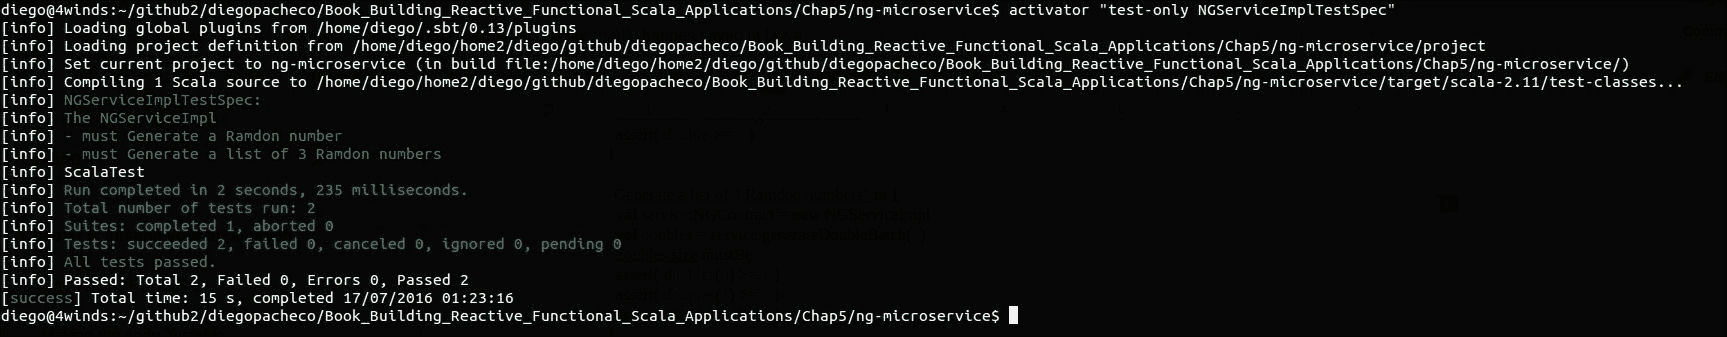 diego@4winds:~/github2/diegopacheco/Book_Building_Reactive_Functional_Scala_Applications/Chap5/ng-microservice$ activator "test-only NGServiceImplTestSpec"
[info] Loading global plugins from /home/diego/.sbt/0.13/plugins
[info] Loading project definition from /home/diego/home2/diego/github/diegopacheco/Book_Building_Reactive_Functional_Scala_Applications/Chap5/ng-microservice/project
[info] Set current project to ng-microservice (in build file:/home/diego/home2/diego/github/diegopacheco/Book_Building_Reactive_Functional_Scala_Applications/Chap5/ng-microservice/)
[info] Compiling 1 Scala source to /home/diego/home2/diego/github/diegopacheco/Book_Building_Reactive_Functional_Scala_Applications/Chap5/ng-microservice/target/scala-2.11/test-classes...
[info] NGServiceImplTestSpec:
[info] The NGServiceImpl
[info] - must Generate a Ramdon number
[info] - must Generate a list of 3 Ramdon numbers
[info] ScalaTest
[info] Run completed in 2 seconds, 235 milliseconds.
[info] Total number of tests run: 2
[info] Suites: completed 1, aborted 0
[info] Tests: succeeded 2, failed 0, canceled 0, ignored 0, pending 0
[info] All tests passed.
[info] Passed: Total 2, Failed 0, Errors 0, Passed 2
[success] Total time: 15 s, completed 17/07/2016 01:23:16
diego@4winds:~/github2/diegopacheco/Book_Building_Reactive_Functional_Scala_Applications/Chap5/ng-microservice$